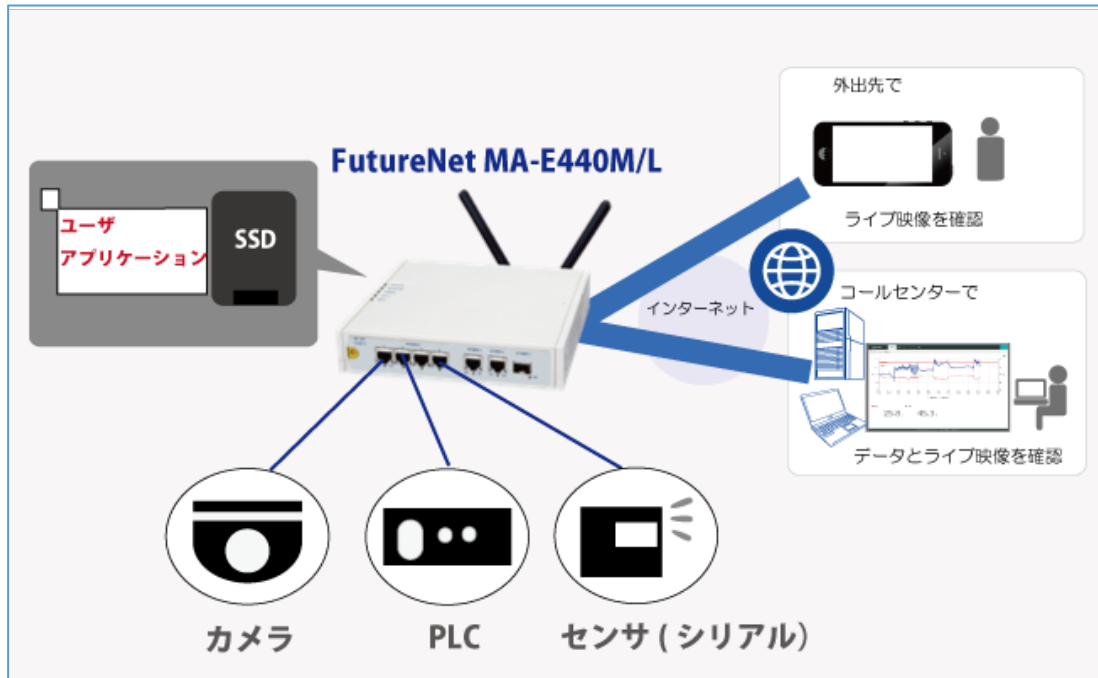 FutureNet MA-E440M/L
ユーザ
アプリケーション
SSD
外出先で
ライブ映像を確認
インターネット
コールセンターで
データとライブ映像を確認
カメラ
PLC
センサ ( シリアル）